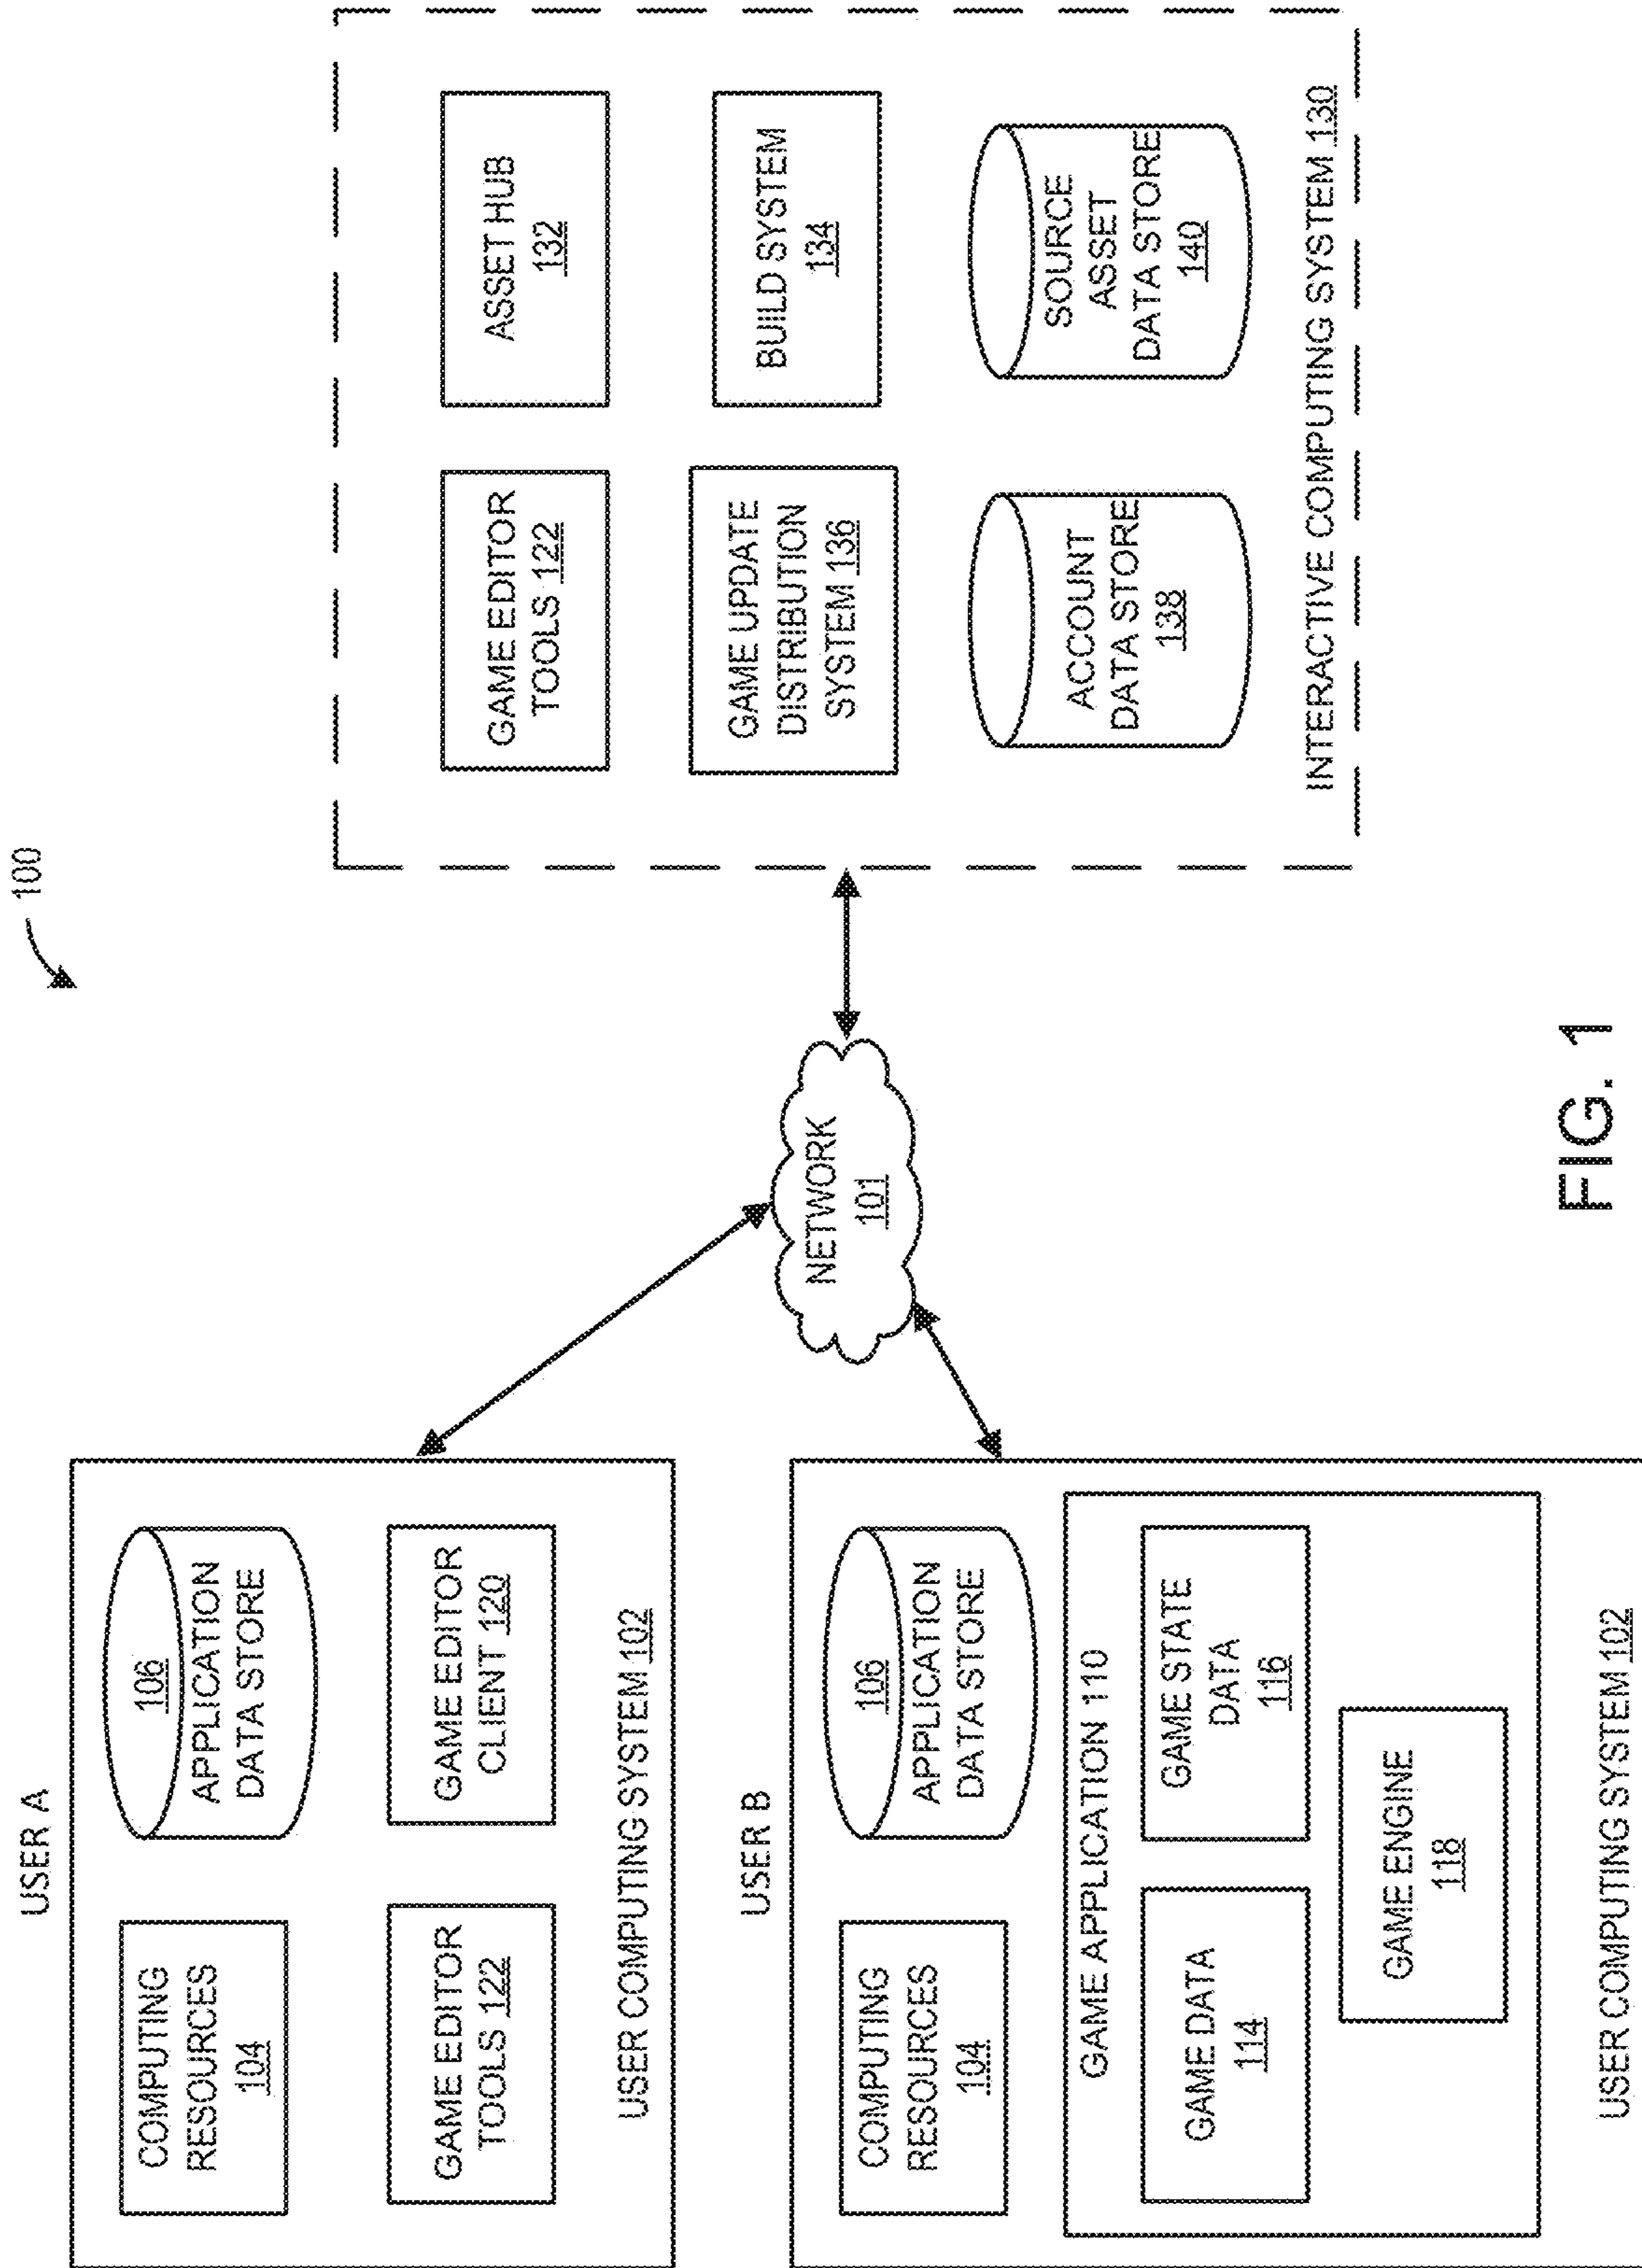 100
USER A
COMPUTING
RESOURCES
104
106
APPLICATION
DATA STORE
GAME EDITOR
TOOLS 122
GAME EDITOR
CLIENT 120
USER COMPUTING SYSTEM 102
USER B
COMPUTING
RESOURCES
104
106
APPLICATION
DATA STORE
GAME APPLICATION 110
GAME DATA
114
GAME STATE
DATA
116
GAME ENGINE
118
USER COMPUTING SYSTEM 102
NETWORK
101
GAME EDITOR
TOOLS 122
ASSET HUB
132
GAME UPDATE
DISTRIBUTION
SYSTEM 136
BUILD SYSTEM
134
ACCOUNT
DATA STORE
138
SOURCE
ASSET
DATA STORE
140
INTERACTIVE COMPUTING SYSTEM 130
FIG. 1